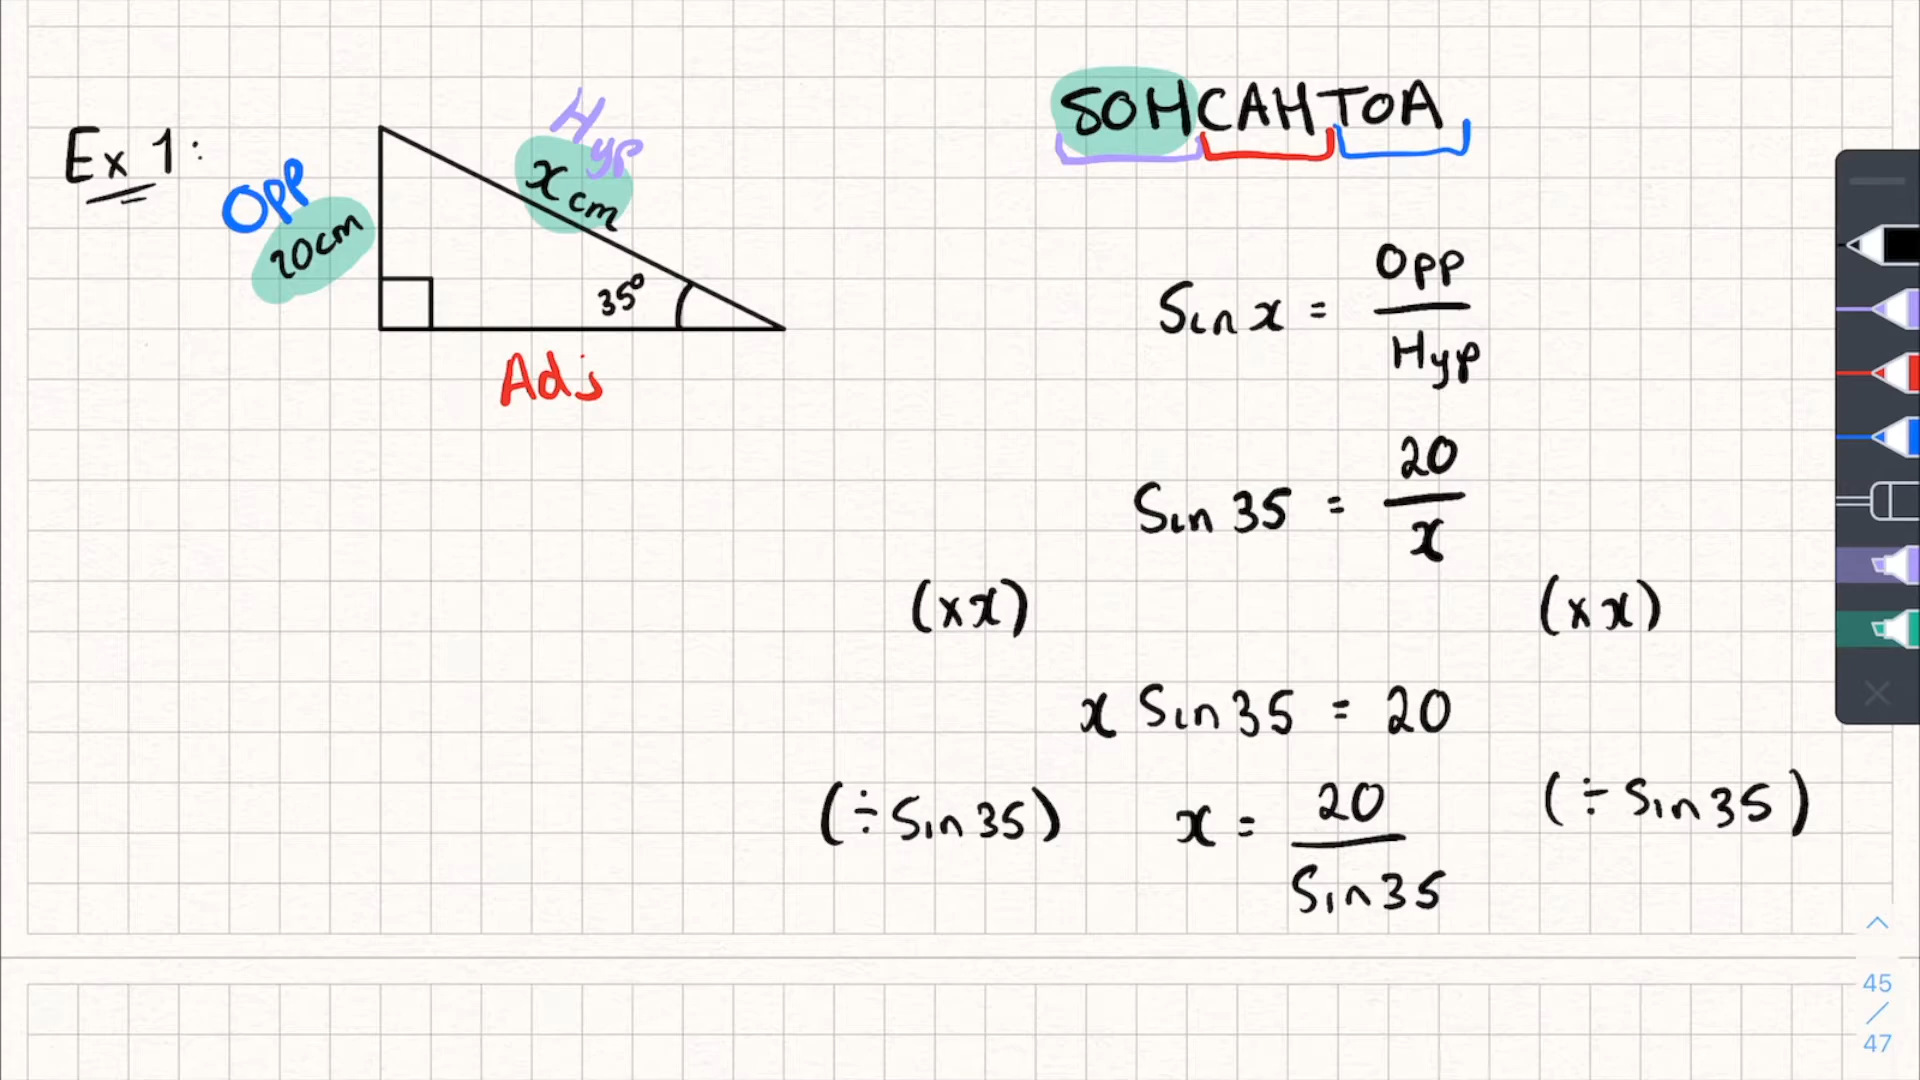 Ex 1:
Opp
20cm
Hyp
x cm
35°
Adj
SOHCAHTOA
Sin x = Opp / Hyp
Sin 35 = 20 / x
(× x) (× x)
x Sin 35 = 20
(÷ Sin 35) x = 20 / Sin 35 (÷ Sin 35)
45
/
47